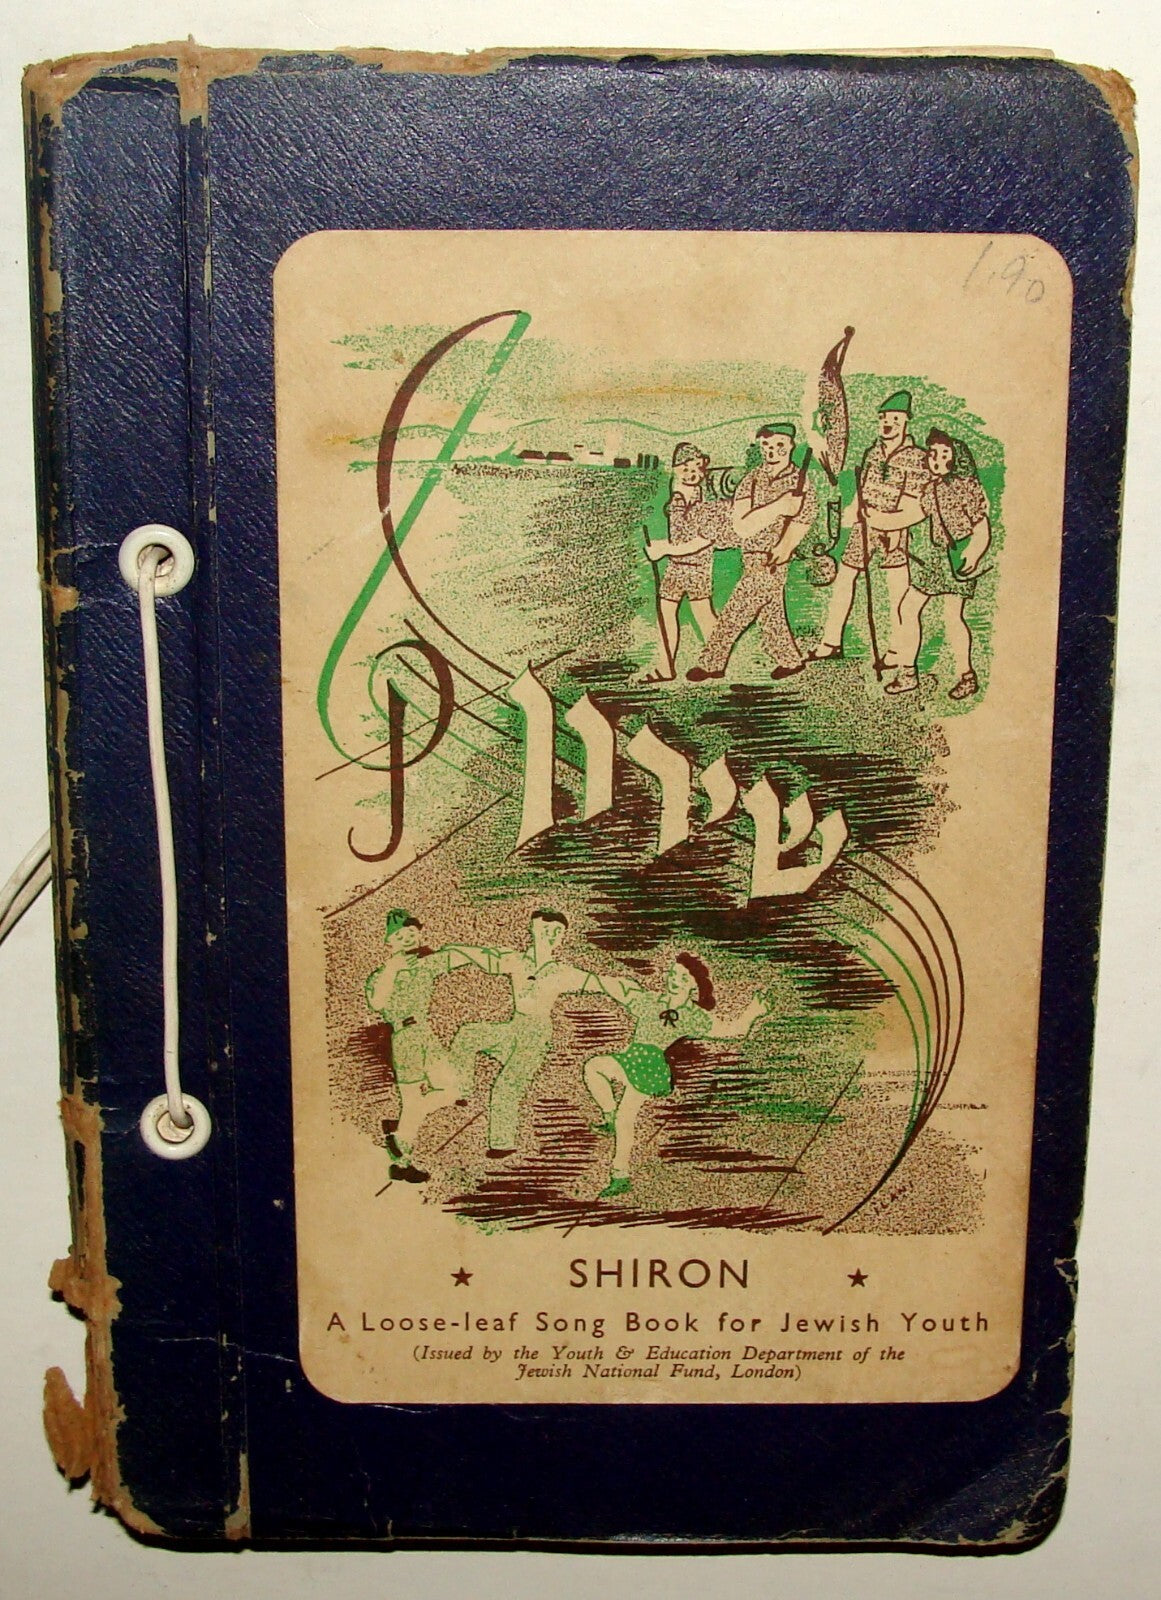 1.90
שירון
★ SHIRON ★
A Loose-leaf Song Book for Jewish Youth
(Issued by the Youth & Education Department of the
Jewish National Fund, London)